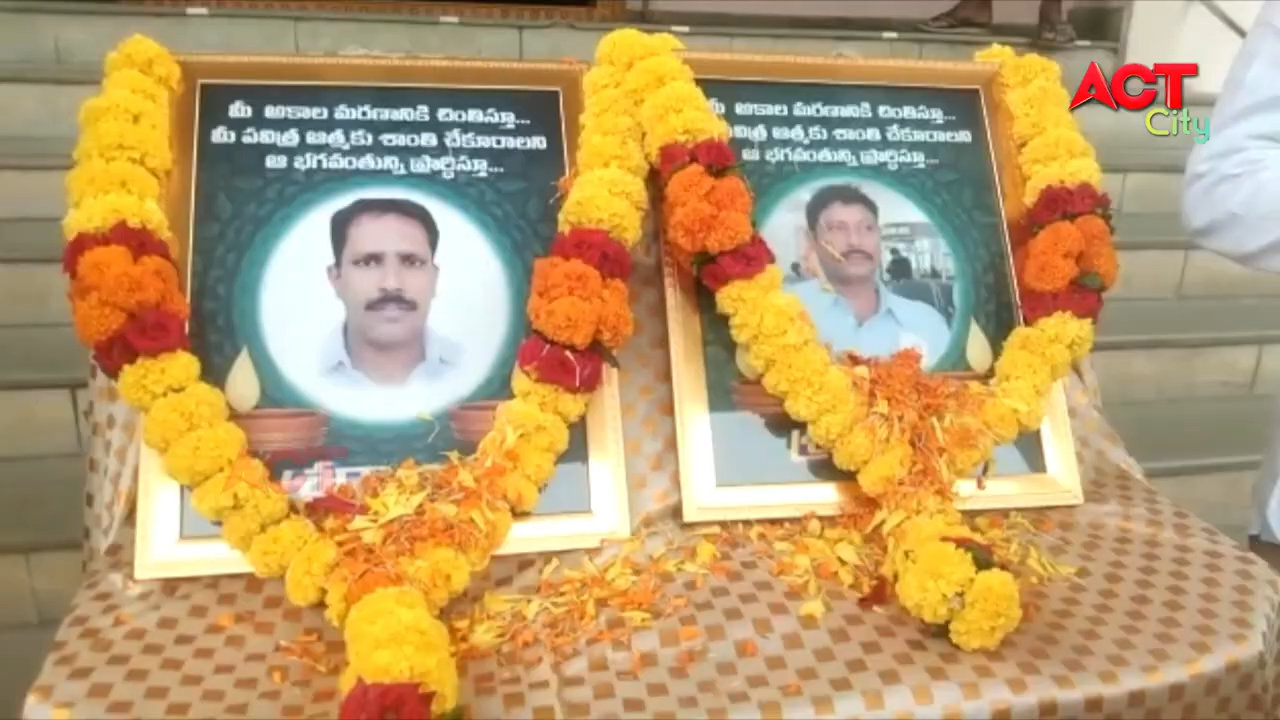 మీ అకాల మరణానికి చింతిస్తూ...
మీ పవిత్ర ఆత్మకు శాంతి చేకూరాలని
ఆ భగవంతున్ని ప్రార్ధిస్తూ...
మీ అకాల మరణానికి చింతిస్తూ...
ఆత్మకు శాంతి చేకూరాలని
ఆ భగవంతున్ని ప్రార్ధిస్తూ...
ACT
City